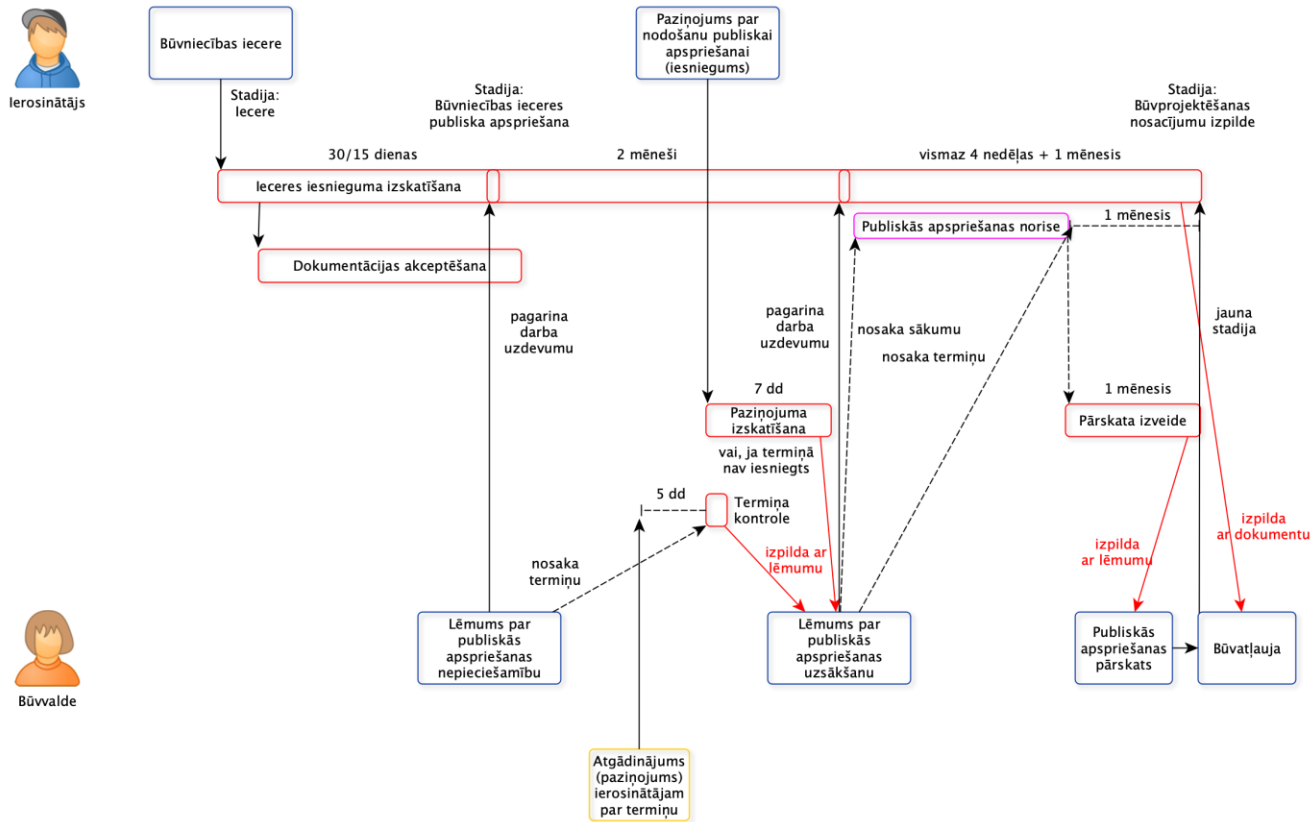 Ierosinātājs
Būvniecības iecere
Paziņojums par
nodošanu publiskai
apspriešanai
(iesniegums)
Stadija:
Iecere
Stadija:
Būvniecības ieceres
publiska apspriešana
Stadija:
Būvprojektēšanas
nosacījumu izpilde
30/15 dienas
2 mēneši
vismaz 4 nedēļas + 1 mēnesis
Ieceres iesnieguma izskatīšana
Publiskās apspriešanas norise
1 mēnesis
Dokumentācijas akceptēšana
pagarina
darba
uzdevumu
pagarina
darba
uzdevumu
nosaka sākumu
nosaka termiņu
jauna
stadija
7 dd
Paziņojuma
izskatīšana
1 mēnesis
Pārskata izveide
vai, ja termiņā
nav iesniegts
5 dd
Termiņa
kontrole
izpilda ar
lēmumu
nosaka
termiņu
izpilda
ar lēmumu
izpilda
ar dokumentu
Būvvalde
Lēmums par
publiskās
apspriešanas
nepieciešamību
Lēmums par
publiskās
apspriešanas
uzsākšanu
Publiskās
apspriešanas
pārskats
Būvatļauja
Atgādinājums
(paziņojums)
ierosinātājam
par termiņu